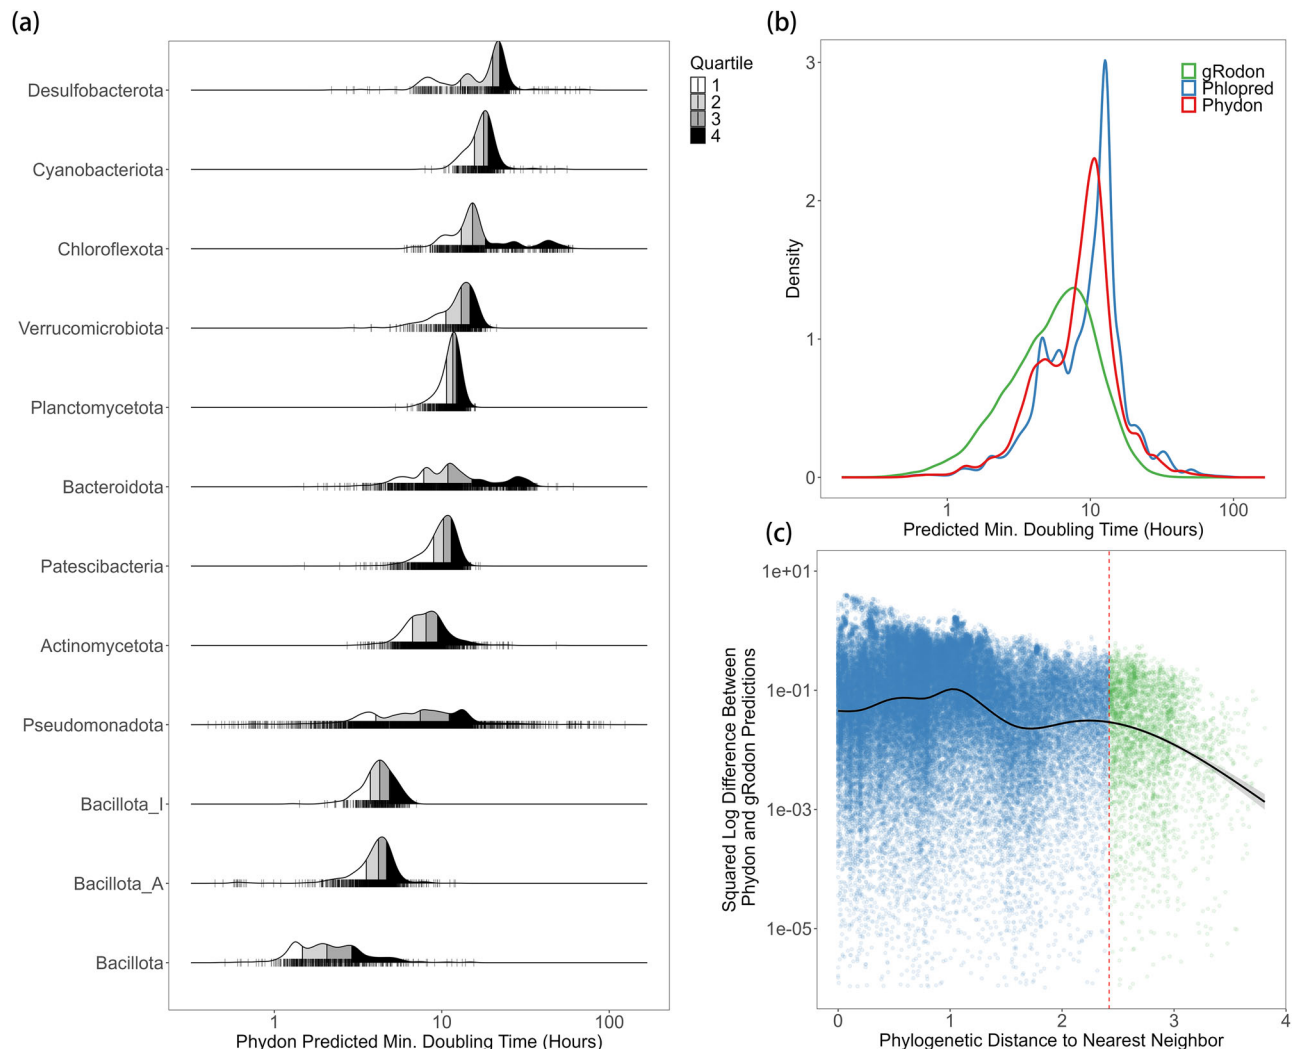 (a)
Desulfobacterota
Cyanobacteriota
Chloroflexota
Verrucomicrobiota
Planctomycetota
Bacteroidota
Patescibacteria
Actinomycetota
Pseudomonadota
Bacillota_I
Bacillota_A
Bacillota
1
10
100
Phydon Predicted Min. Doubling Time (Hours)
Quartile
1
2
3
4
(b)
gRodon
Phlopred
Phydon
Density
3
2
1
0
1
10
100
Predicted Min. Doubling Time (Hours)
(c)
Squared Log Difference Between
Phydon and gRodon Predictions
1e+01
1e-01
1e-03
1e-05
0
1
2
3
4
Phylogenetic Distance to Nearest Neighbor